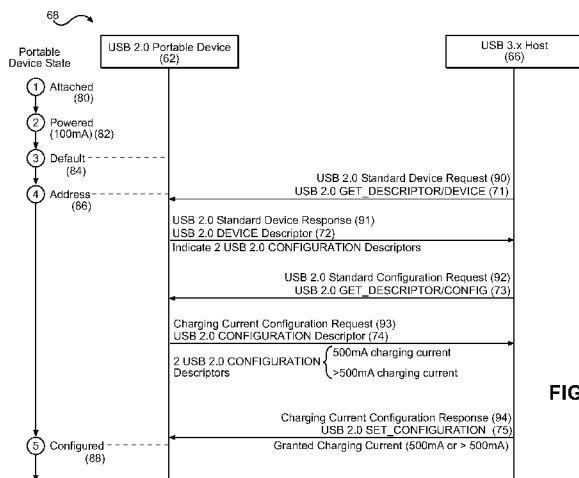 68
USB 2.0 Portable Device
(62)
USB 3.x Host
(66)
Portable
Device State
1 Attached
(80)
2 Powered
(100mA) (82)
3 Default
(84)
4 Address
(86)
USB 2.0 Standard Device Request (90)
USB 2.0 GET_DESCRIPTOR/DEVICE (71)
USB 2.0 Standard Device Response (91)
USB 2.0 DEVICE Descriptor (72)
Indicate 2 USB 2.0 CONFIGURATION Descriptors
USB 2.0 Standard Configuration Request (92)
USB 2.0 GET_DESCRIPTOR/CONFIG (73)
Charging Current Configuration Request (93)
USB 2.0 CONFIGURATION Descriptor (74)
2 USB 2.0 CONFIGURATION
Descriptors
500mA charging current
>500mA charging current
FIG
Charging Current Configuration Response (94)
USB 2.0 SET_CONFIGURATION (75)
Granted Charging Current (500mA or > 500mA)
5 Configured
(88)